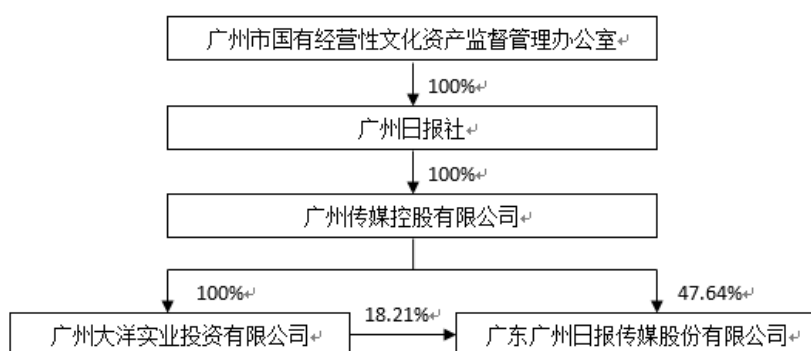 广州市国有经营性文化资产监督管理办公室
100%
广州日报社
100%
广州传媒控股有限公司
100%
47.64%
18.21%
广州大洋实业投资有限公司
广东广州日报传媒股份有限公司